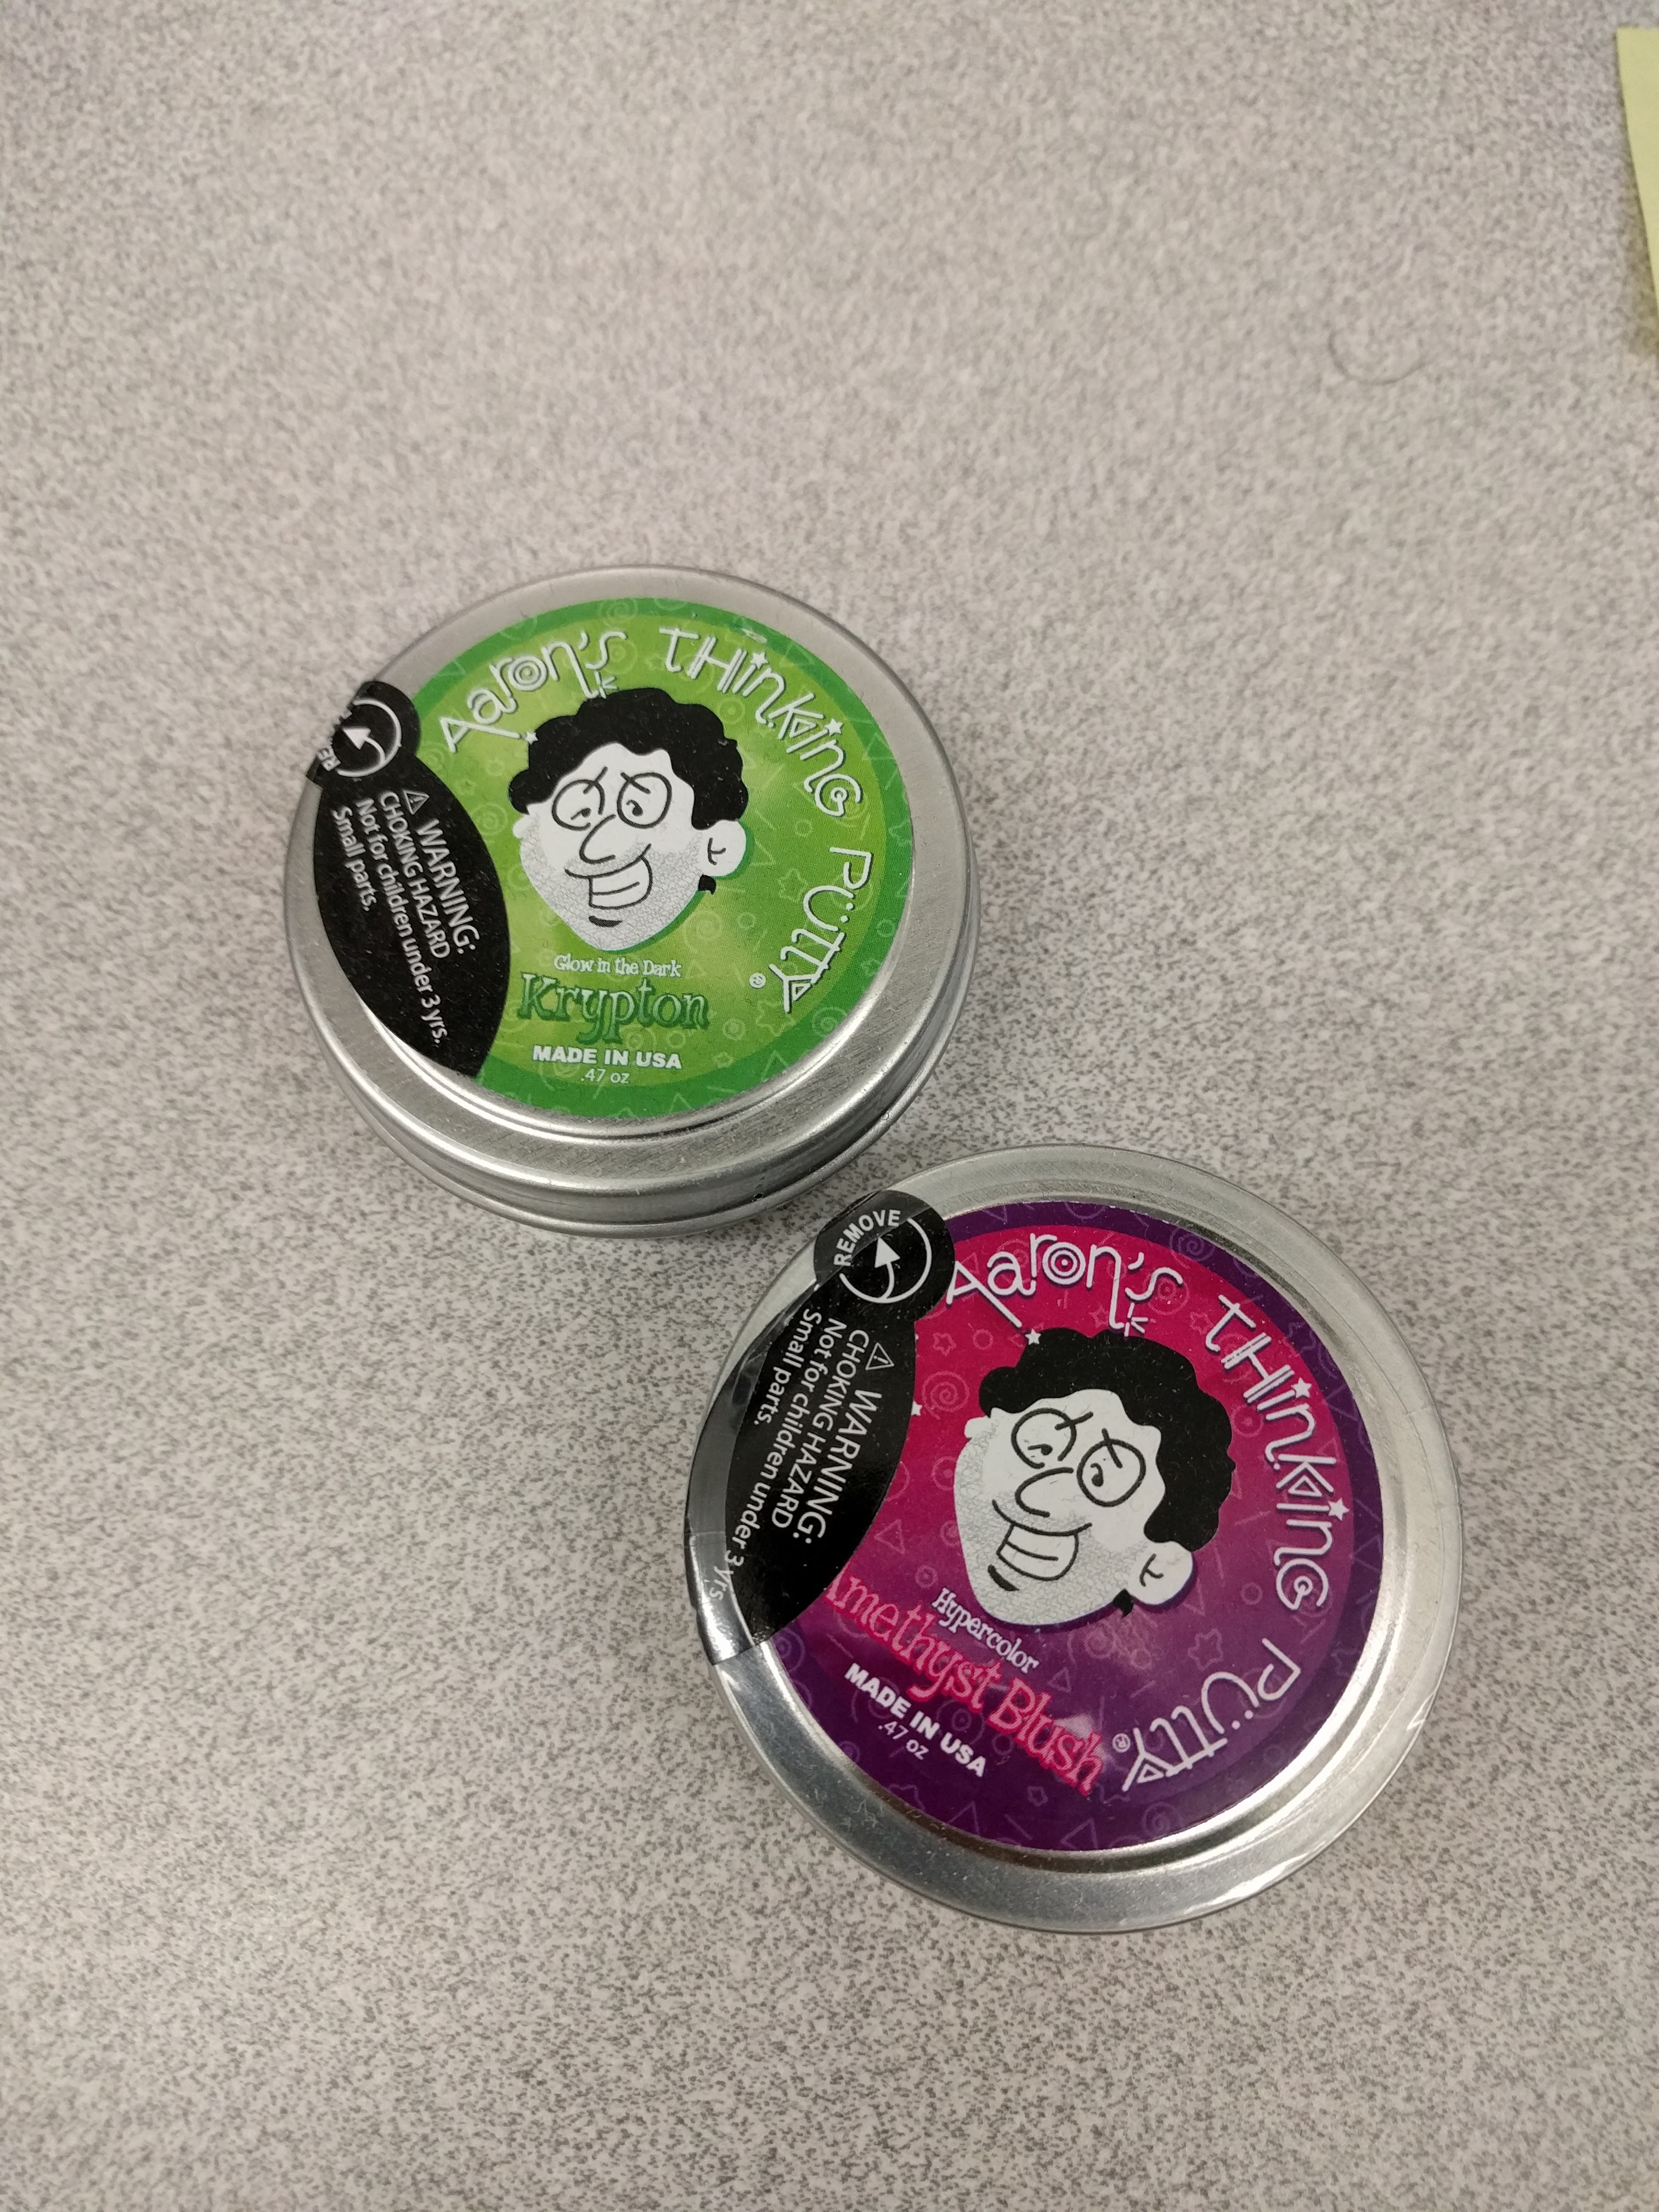 Aaron's THinkinG PUTTY®
Glow in the Dark
Krypton
MADE IN USA
.47 oz
⚠ WARNING:
CHOKING HAZARD
Not for children under 3 yrs.
Small parts.
REMOVE
Aaron's THinkinG PUTTY®
Hypercolor
Amethyst Blush
MADE IN USA
.47 oz
⚠ WARNING:
CHOKING HAZARD
Not for children under 3 yrs.
Small parts.